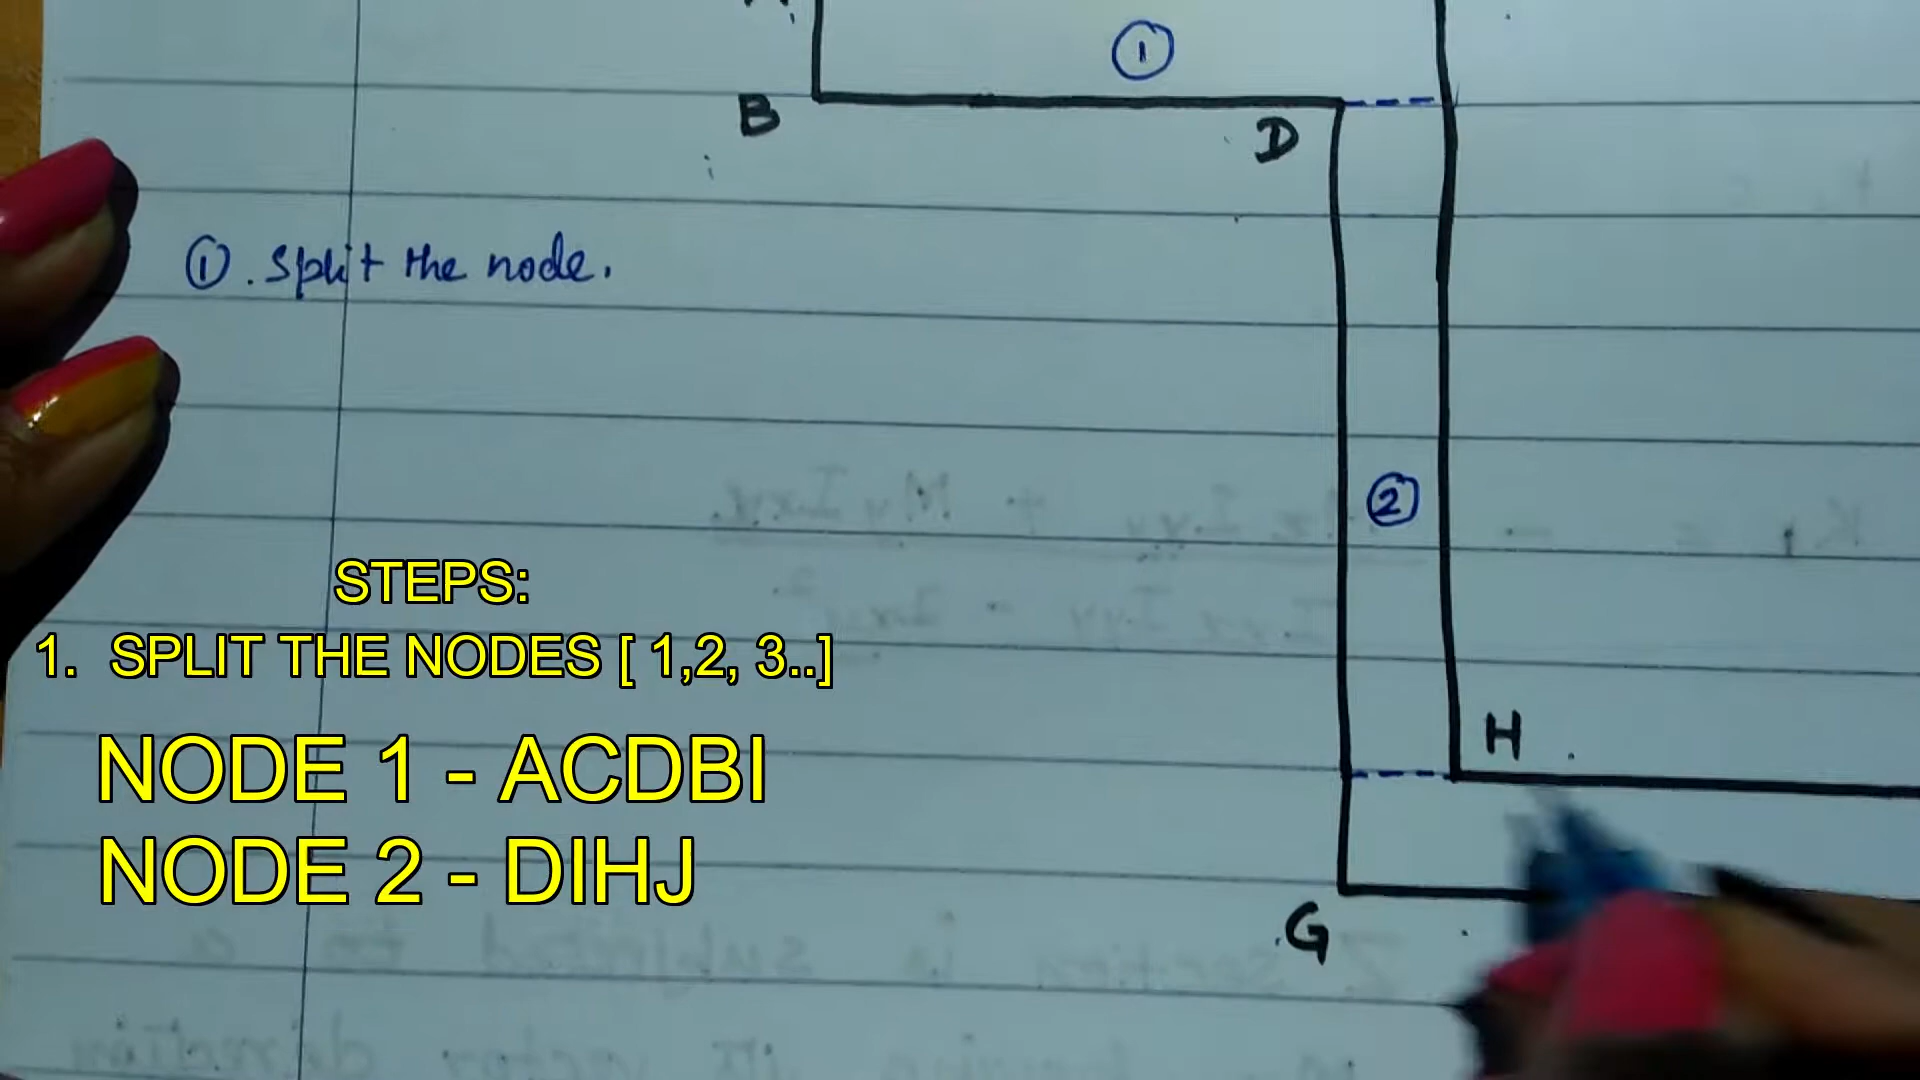 ①
B
D
①. Split the node.
②
STEPS:
1. SPLIT THE NODES [ 1,2, 3..]
H
NODE 1 - ACDBI
NODE 2 - DIHJ
G